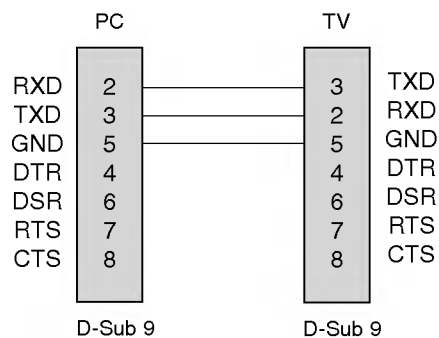 PC TV
RXD 2 3 TXD
TXD 3 2 RXD
GND 5 5 GND
DTR 4 4 DTR
DSR 6 6 DSR
RTS 7 7 RTS
CTS 8 8 CTS
D-Sub 9 D-Sub 9